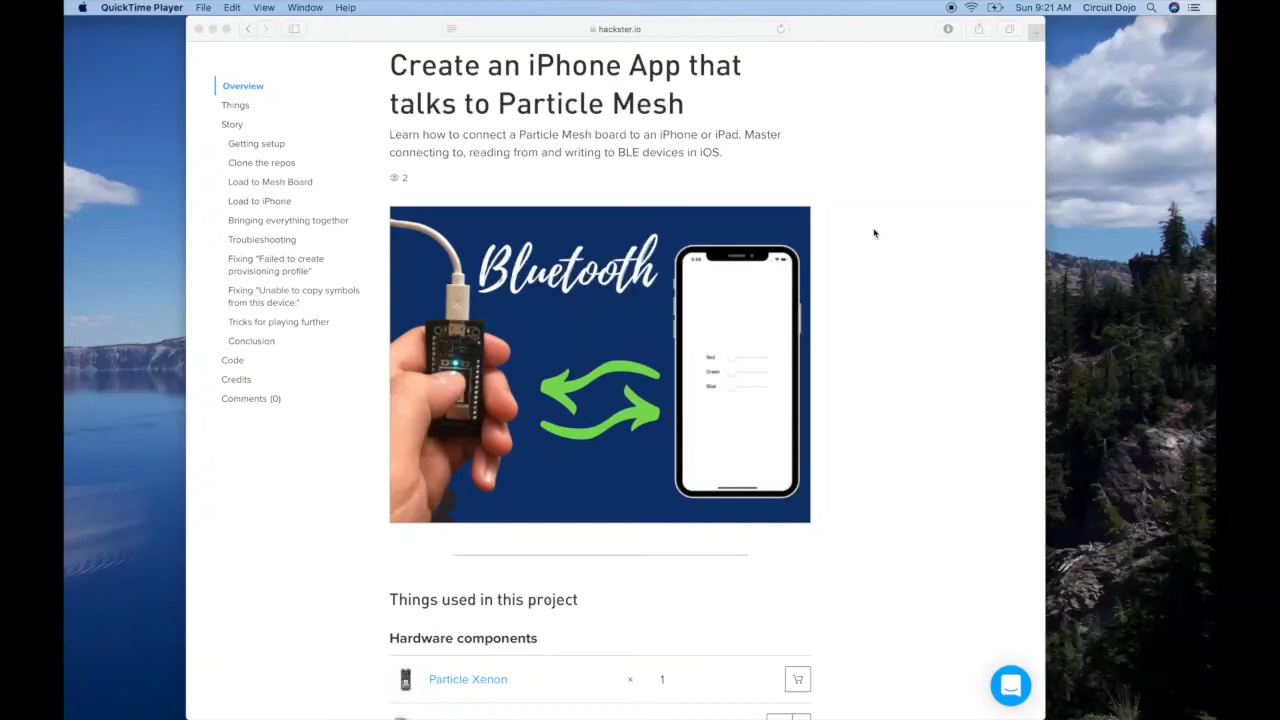 QuickTime Player File Edit View Window Help Sun 9:21 AM Circuit Dojo
hackster.io
Create an iPhone App that
talks to Particle Mesh
Learn how to connect a Particle Mesh board to an iPhone or iPad. Master
connecting to, reading from and writing to BLE devices in iOS.
2
Overview
Things
Story
Getting setup
Clone the repos
Load to Mesh Board
Load to iPhone
Bringing everything together
Troubleshooting
Fixing "Failed to create
provisioning profile"
Fixing "Unable to copy symbols
from this device."
Tricks for playing further
Conclusion
Code
Credits
Comments (0)
Bluetooth
Red
Green
Blue
Things used in this project
Hardware components
Particle Xenon × 1